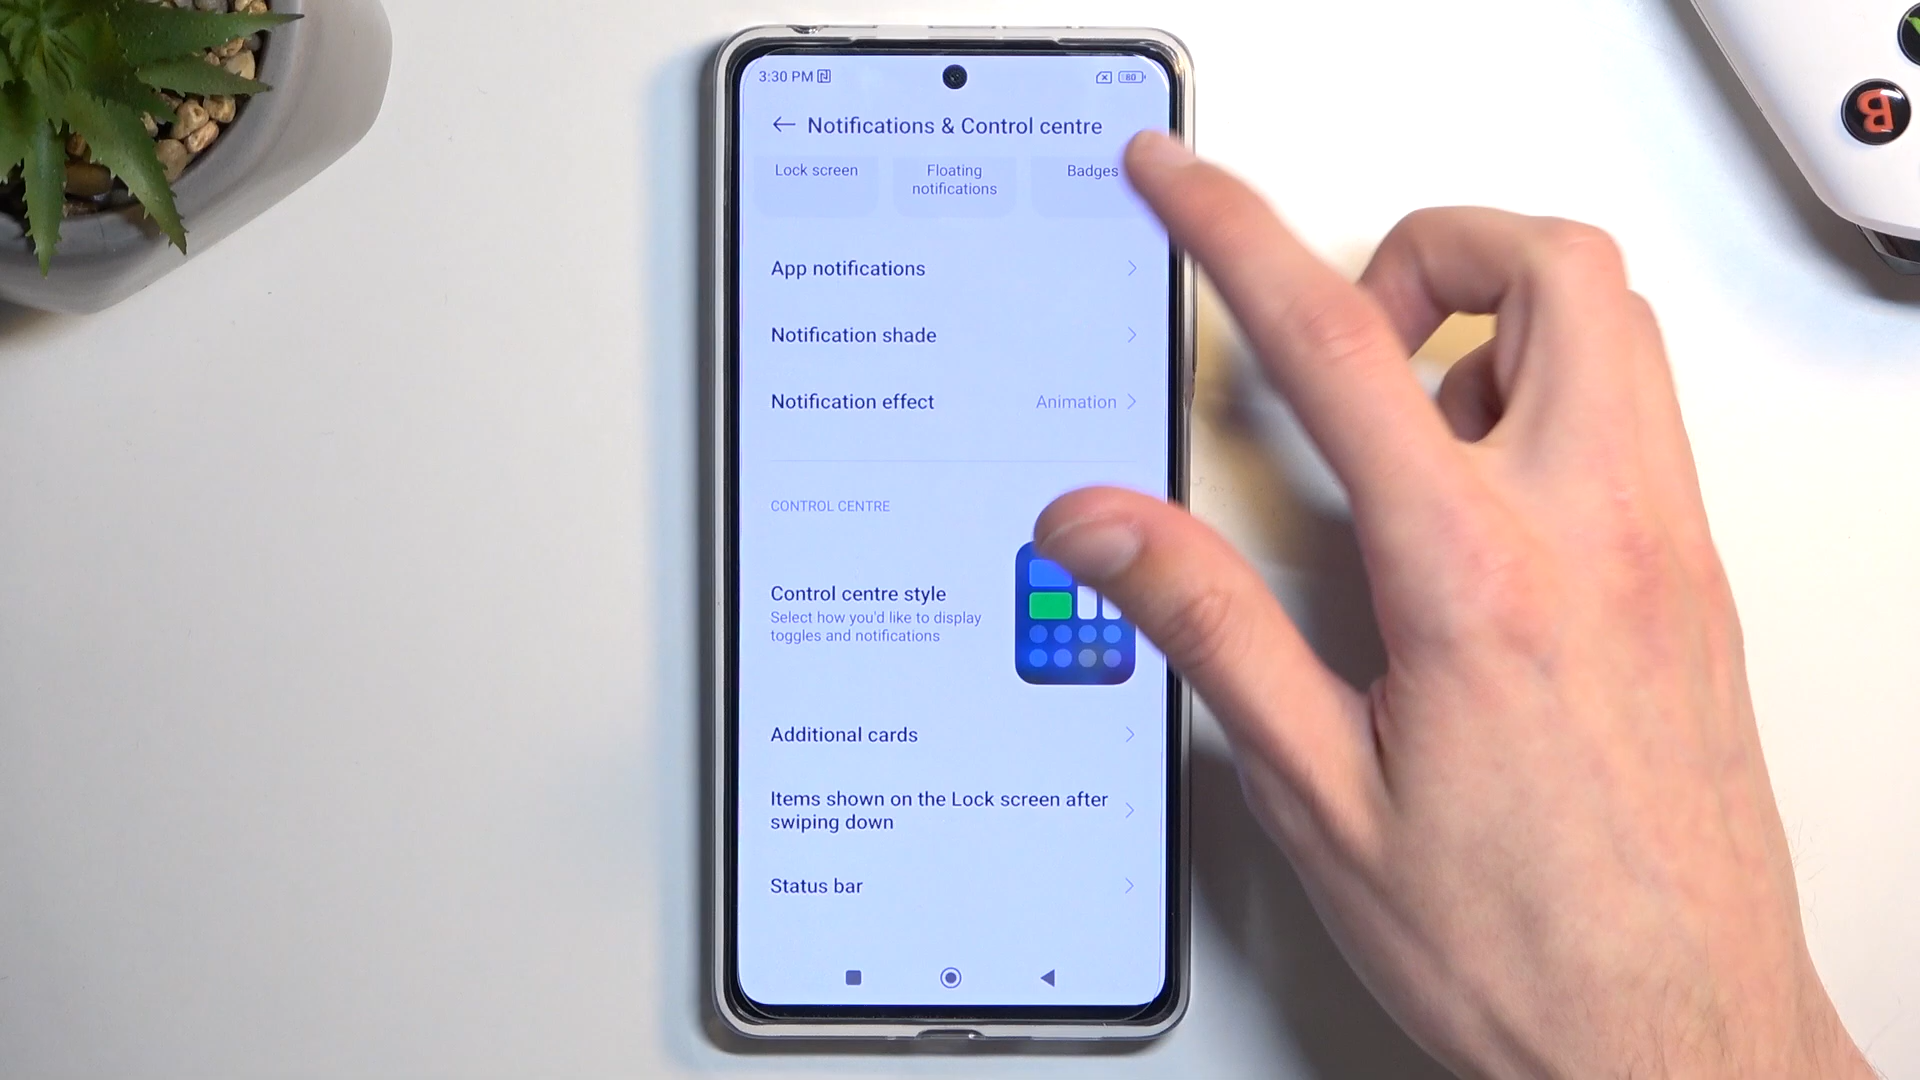 3:30 PM 80
Notifications & Control centre
Lock screen
Floating
notifications
Badges
App notifications
Notification shade
Notification effect Animation
CONTROL CENTRE
Control centre style
Select how you'd like to display
toggles and notifications
Additional cards
Items shown on the Lock screen after
swiping down
Status bar
B